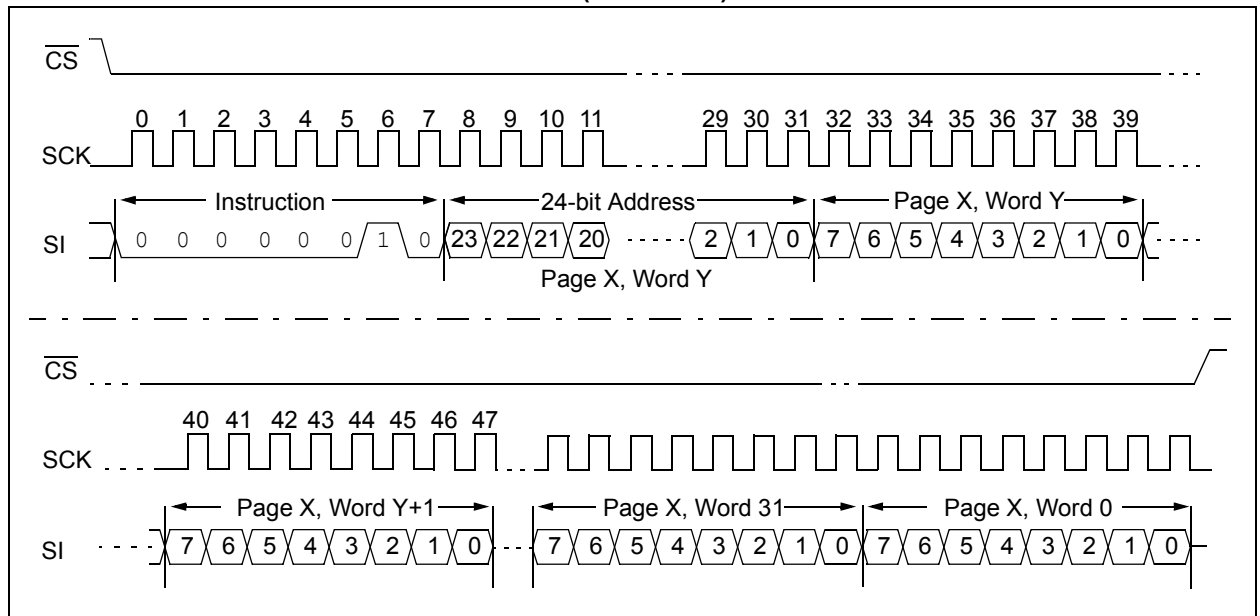 CS
0 1 2 3 4 5 6 7 8 9 10 11 29 30 31 32 33 34 35 36 37 38 39
SCK
Instruction 24-bit Address Page X, Word Y
SI 0 0 0 0 0 0 1 0 23 22 21 20 2 1 0 7 6 5 4 3 2 1 0
Page X, Word Y
CS
40 41 42 43 44 45 46 47
SCK
Page X, Word Y+1 Page X, Word 31 Page X, Word 0
SI 7 6 5 4 3 2 1 0 7 6 5 4 3 2 1 0 7 6 5 4 3 2 1 0